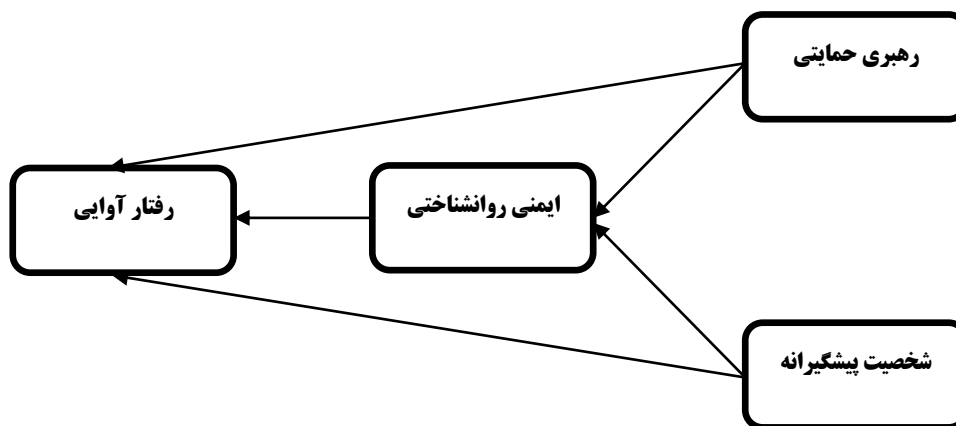 رهبری حمایتی
ایمنی روانشناختی
رفتار آوایی
شخصیت پیشگیرانه